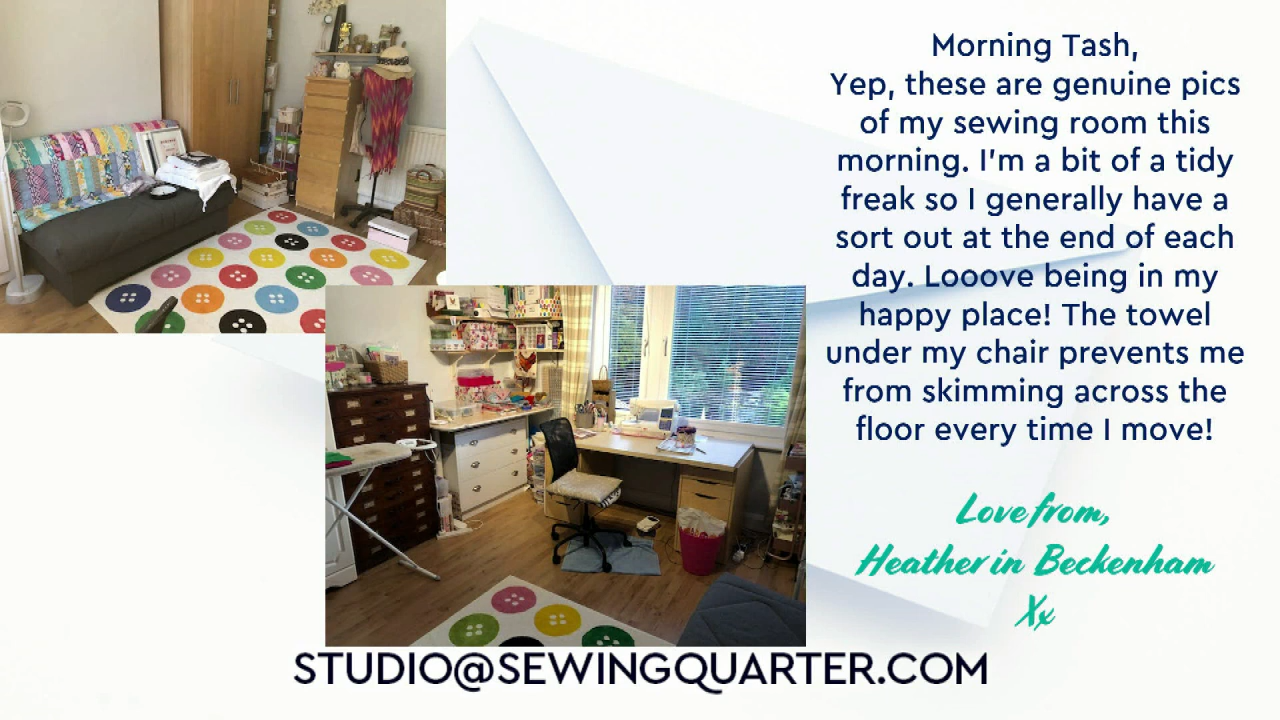 Morning Tash,
Yep, these are genuine pics
of my sewing room this
morning. I'm a bit of a tidy
freak so I generally have a
sort out at the end of each
day. Looove being in my
happy place! The towel
under my chair prevents me
from skimming across the
floor every time I move!
Love from,
Heather in Beckenham
Xx
STUDIO@SEWINGQUARTER.COM